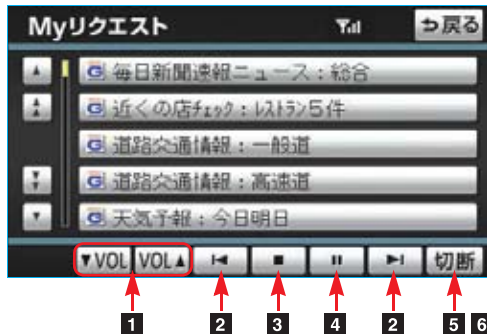 Myリクエスト 戻る
毎日新聞速報ニュース：総合
近くの店ﾁｪｯｸ：ﾚｽﾄﾗﾝ5件
道路交通情報：一般道
道路交通情報：高速道
天気予報：今日明日
▼VOL VOL▲ 切断
1 2 3 4 2 5 6